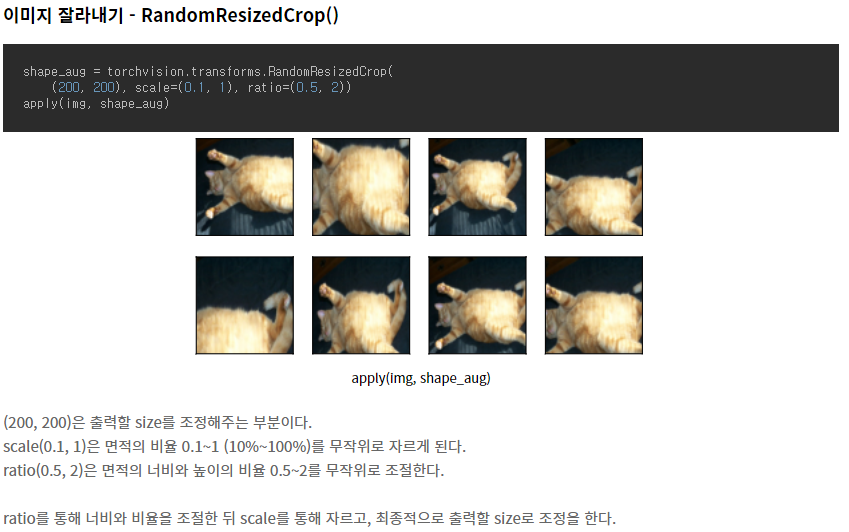 이미지 잘라내기 - RandomResizedCrop()
shape_aug = torchvision.transforms.RandomResizedCrop(
(200, 200), scale=(0.1, 1), ratio=(0.5, 2))
apply(img, shape_aug)
apply(img, shape_aug)
(200, 200)은 출력할 size를 조정해주는 부분이다.
scale(0.1, 1)은 면적의 비율 0.1~1 (10%~100%)를 무작위로 자르게 된다.
ratio(0.5, 2)은 면적의 너비와 높이의 비율 0.5~2를 무작위로 조절한다.
ratio를 통해 너비와 비율을 조절한 뒤 scale를 통해 자르고, 최종적으로 출력할 size로 조정을 한다.